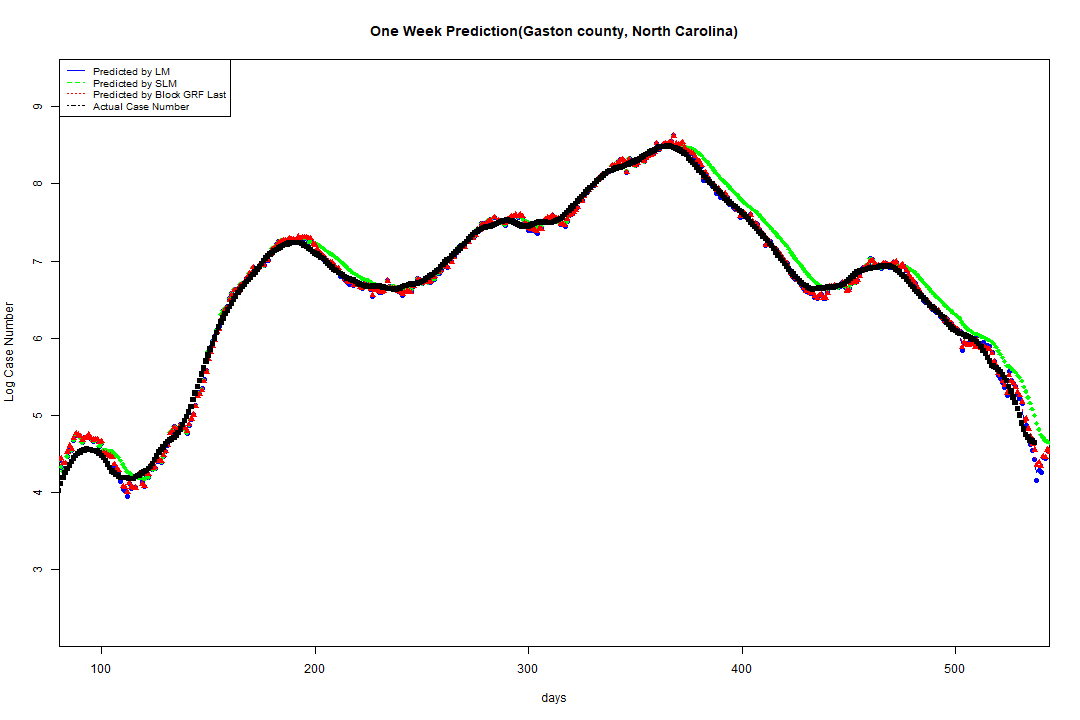 One Week Prediction(Gaston county, North Carolina)
Predicted by LM
Predicted by SLM
Predicted by Block GRF Last
Actual Case Number
9
8
7
6
5
4
3
Log Case Number
100 200 300 400 500
days